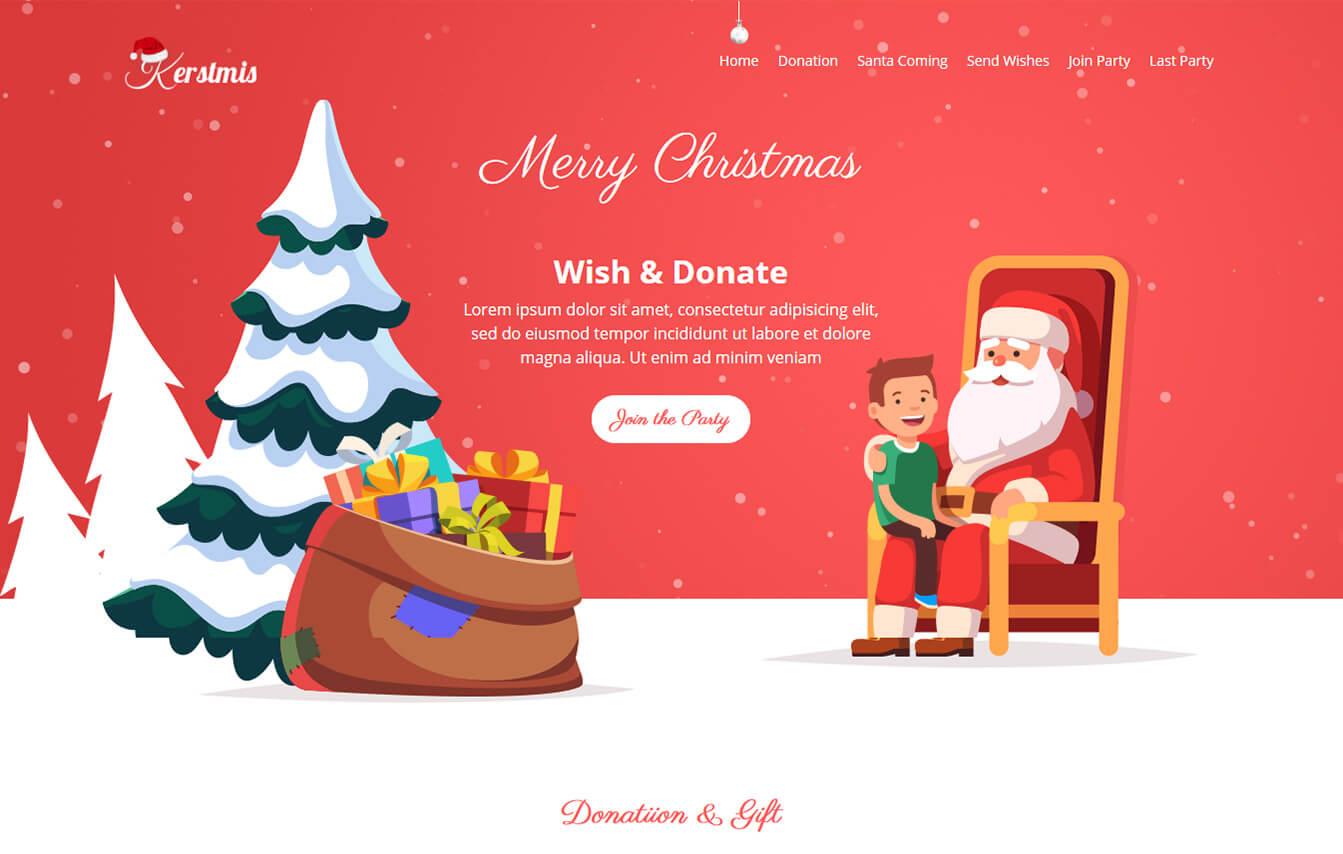 Kerstmis
Home Donation Santa Coming Send Wishes Join Party Last Party
Merry Christmas
Wish & Donate
Lorem ipsum dolor sit amet, consectetur adipisicing elit,
sed do eiusmod tempor incididunt ut labore et dolore
magna aliqua. Ut enim ad minim veniam
Join the Party
Donatiion & Gift